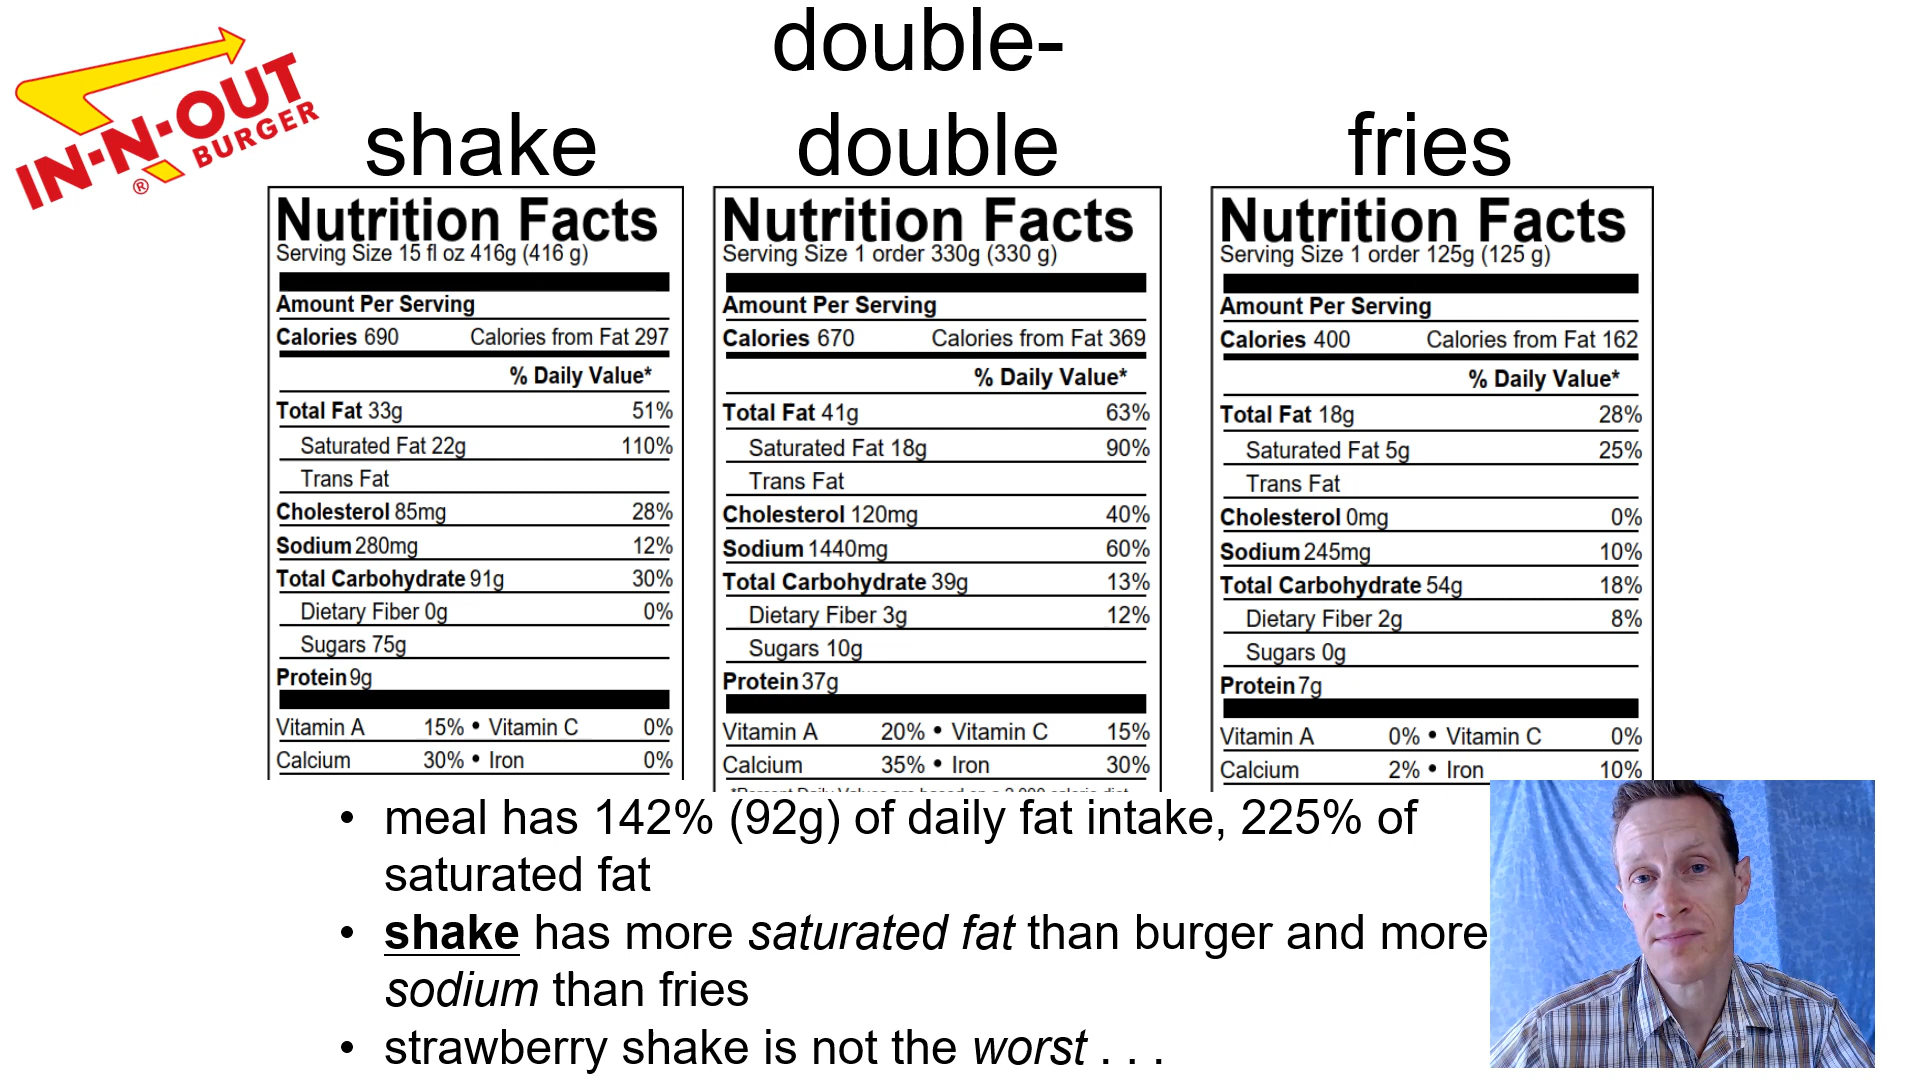 IN-N-OUT
BURGER
®
shake
double-
double
fries
Nutrition Facts
Serving Size 15 fl oz 416g (416 g)
Amount Per Serving
Calories 690 Calories from Fat 297
% Daily Value*
Total Fat 33g 51%
Saturated Fat 22g 110%
Trans Fat
Cholesterol 85mg 28%
Sodium 280mg 12%
Total Carbohydrate 91g 30%
Dietary Fiber 0g 0%
Sugars 75g
Protein 9g
Vitamin A 15% • Vitamin C 0%
Calcium 30% • Iron 0%
Nutrition Facts
Serving Size 1 order 330g (330 g)
Amount Per Serving
Calories 670 Calories from Fat 369
% Daily Value*
Total Fat 41g 63%
Saturated Fat 18g 90%
Trans Fat
Cholesterol 120mg 40%
Sodium 1440mg 60%
Total Carbohydrate 39g 13%
Dietary Fiber 3g 12%
Sugars 10g
Protein 37g
Vitamin A 20% • Vitamin C 15%
Calcium 35% • Iron 30%
Nutrition Facts
Serving Size 1 order 125g (125 g)
Amount Per Serving
Calories 400 Calories from Fat 162
% Daily Value*
Total Fat 18g 28%
Saturated Fat 5g 25%
Trans Fat
Cholesterol 0mg 0%
Sodium 245mg 10%
Total Carbohydrate 54g 18%
Dietary Fiber 2g 8%
Sugars 0g
Protein 7g
Vitamin A 0% • Vitamin C 0%
Calcium 2% • Iron 10%
• meal has 142% (92g) of daily fat intake, 225% of
saturated fat
• shake has more saturated fat than burger and more
sodium than fries
• strawberry shake is not the worst . . .